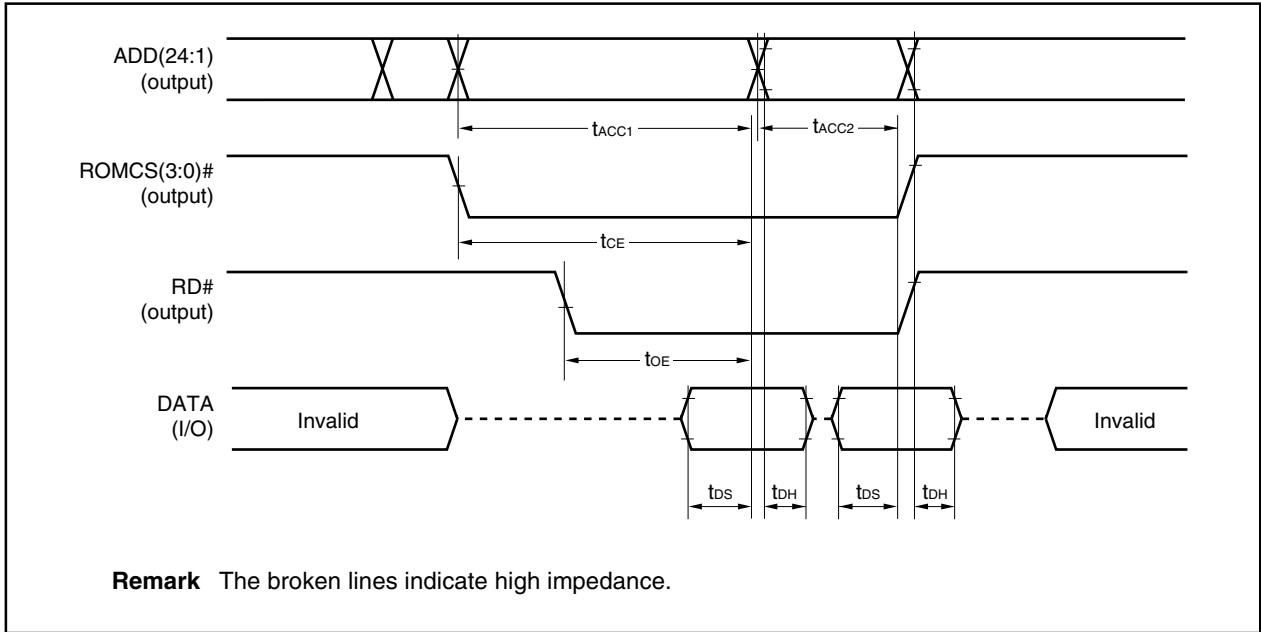 ADD(24:1)
(output)
tACC1
tACC2
ROMCS(3:0)#
(output)
tCE
RD#
(output)
tOE
DATA
(I/O)
Invalid
Invalid
tDS
tDH
tDS
tDH
Remark The broken lines indicate high impedance.